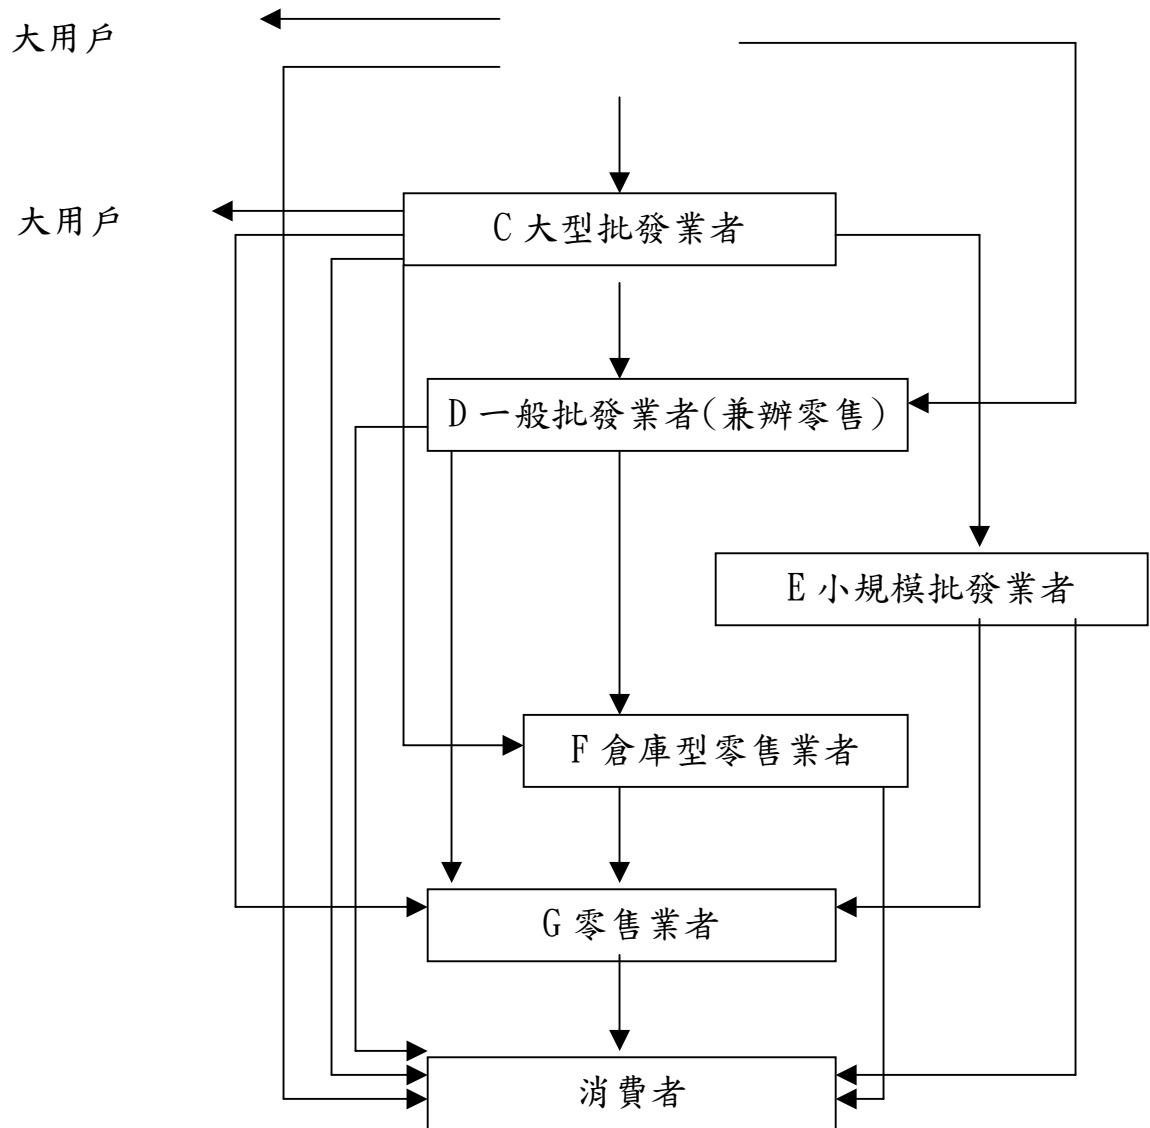 大用戶
大用戶
C 大型批發業者
D 一般批發業者(兼辦零售)
E 小規模批發業者
F 倉庫型零售業者
G 零售業者
消費者